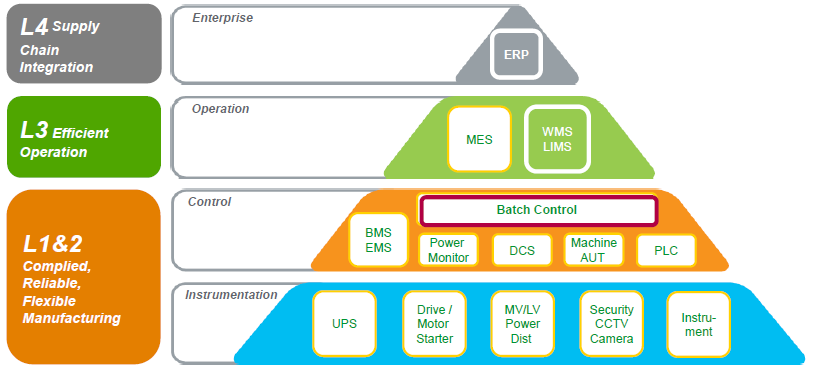 L4 Supply
Chain
Integration
Enterprise
ERP
L3 Efficient
Operation
Operation
MES
WMS
LIMS
L1&2
Complied,
Reliable,
Flexible
Manufacturing
Control
Batch Control
BMS
EMS
Power
Monitor
DCS
Machine
AUT
PLC
Instrumentation
UPS
Drive /
Motor
Starter
MV/LV
Power
Dist
Security
CCTV
Camera
Instru-
ment